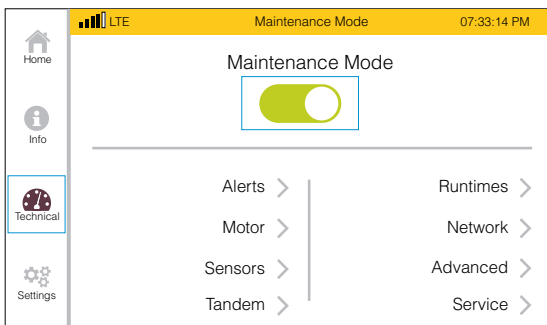 LTE Maintenance Mode 07:33:14 PM
Home
Maintenance Mode
Info
Technical
Settings
Alerts Runtimes
Motor Network
Sensors Advanced
Tandem Service